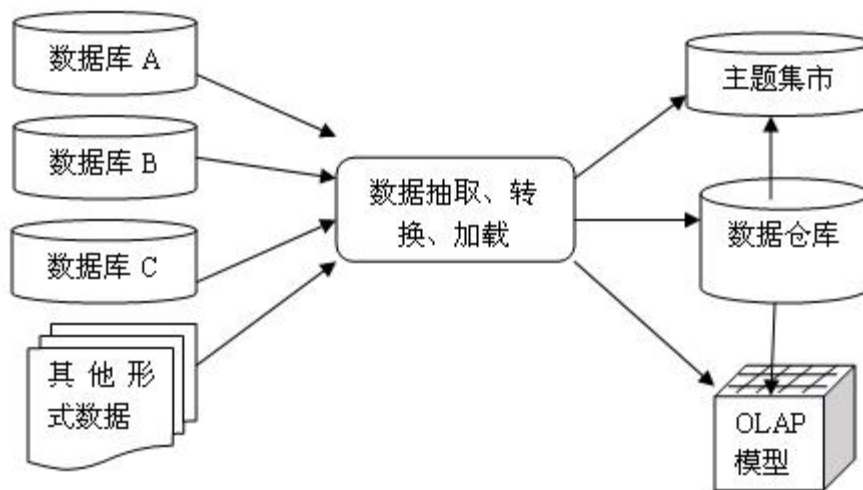 数据库 A
数据库 B
数据库 C
其他形
式数据
数据抽取、转
换、加载
主题集市
数据仓库
OLAP
模型